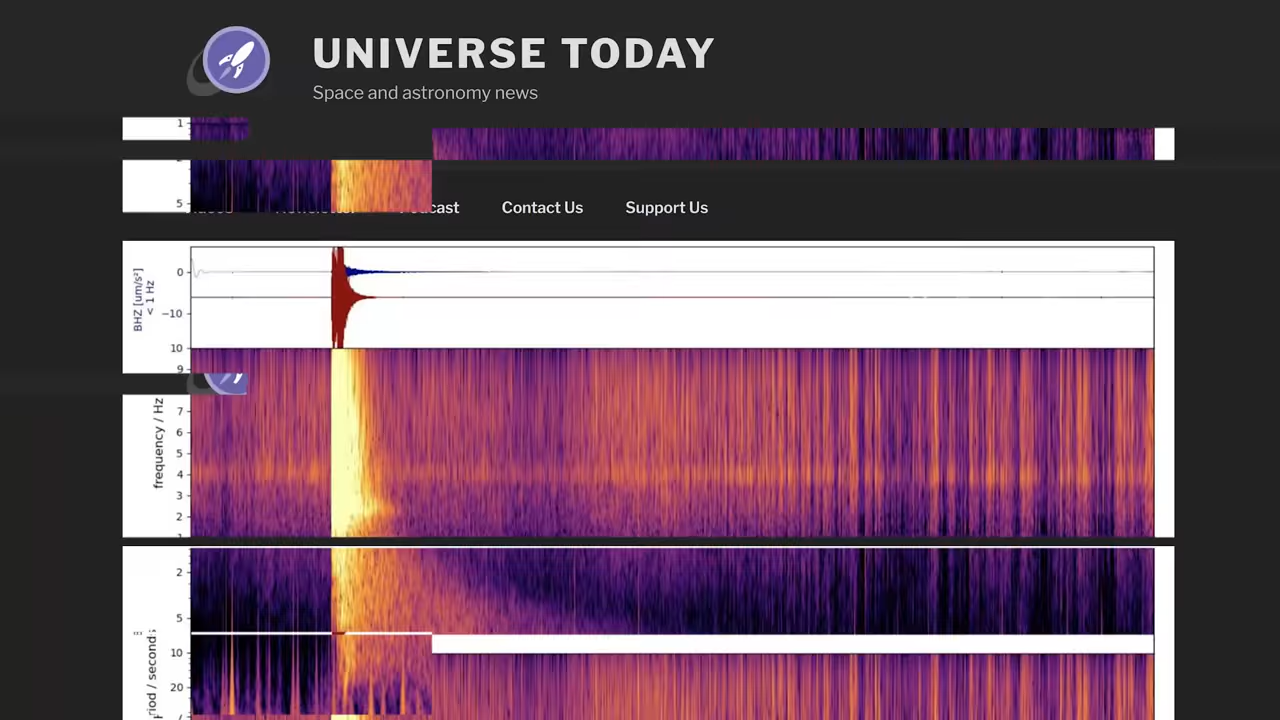 UNIVERSE TODAY
Space and astronomy news
1
5
Contact Us
Support Us
BHZ [um/s²]
< 1 Hz
0
−10
10
9
frequency / Hz
7
6
5
4
3
2
2
5
10
20